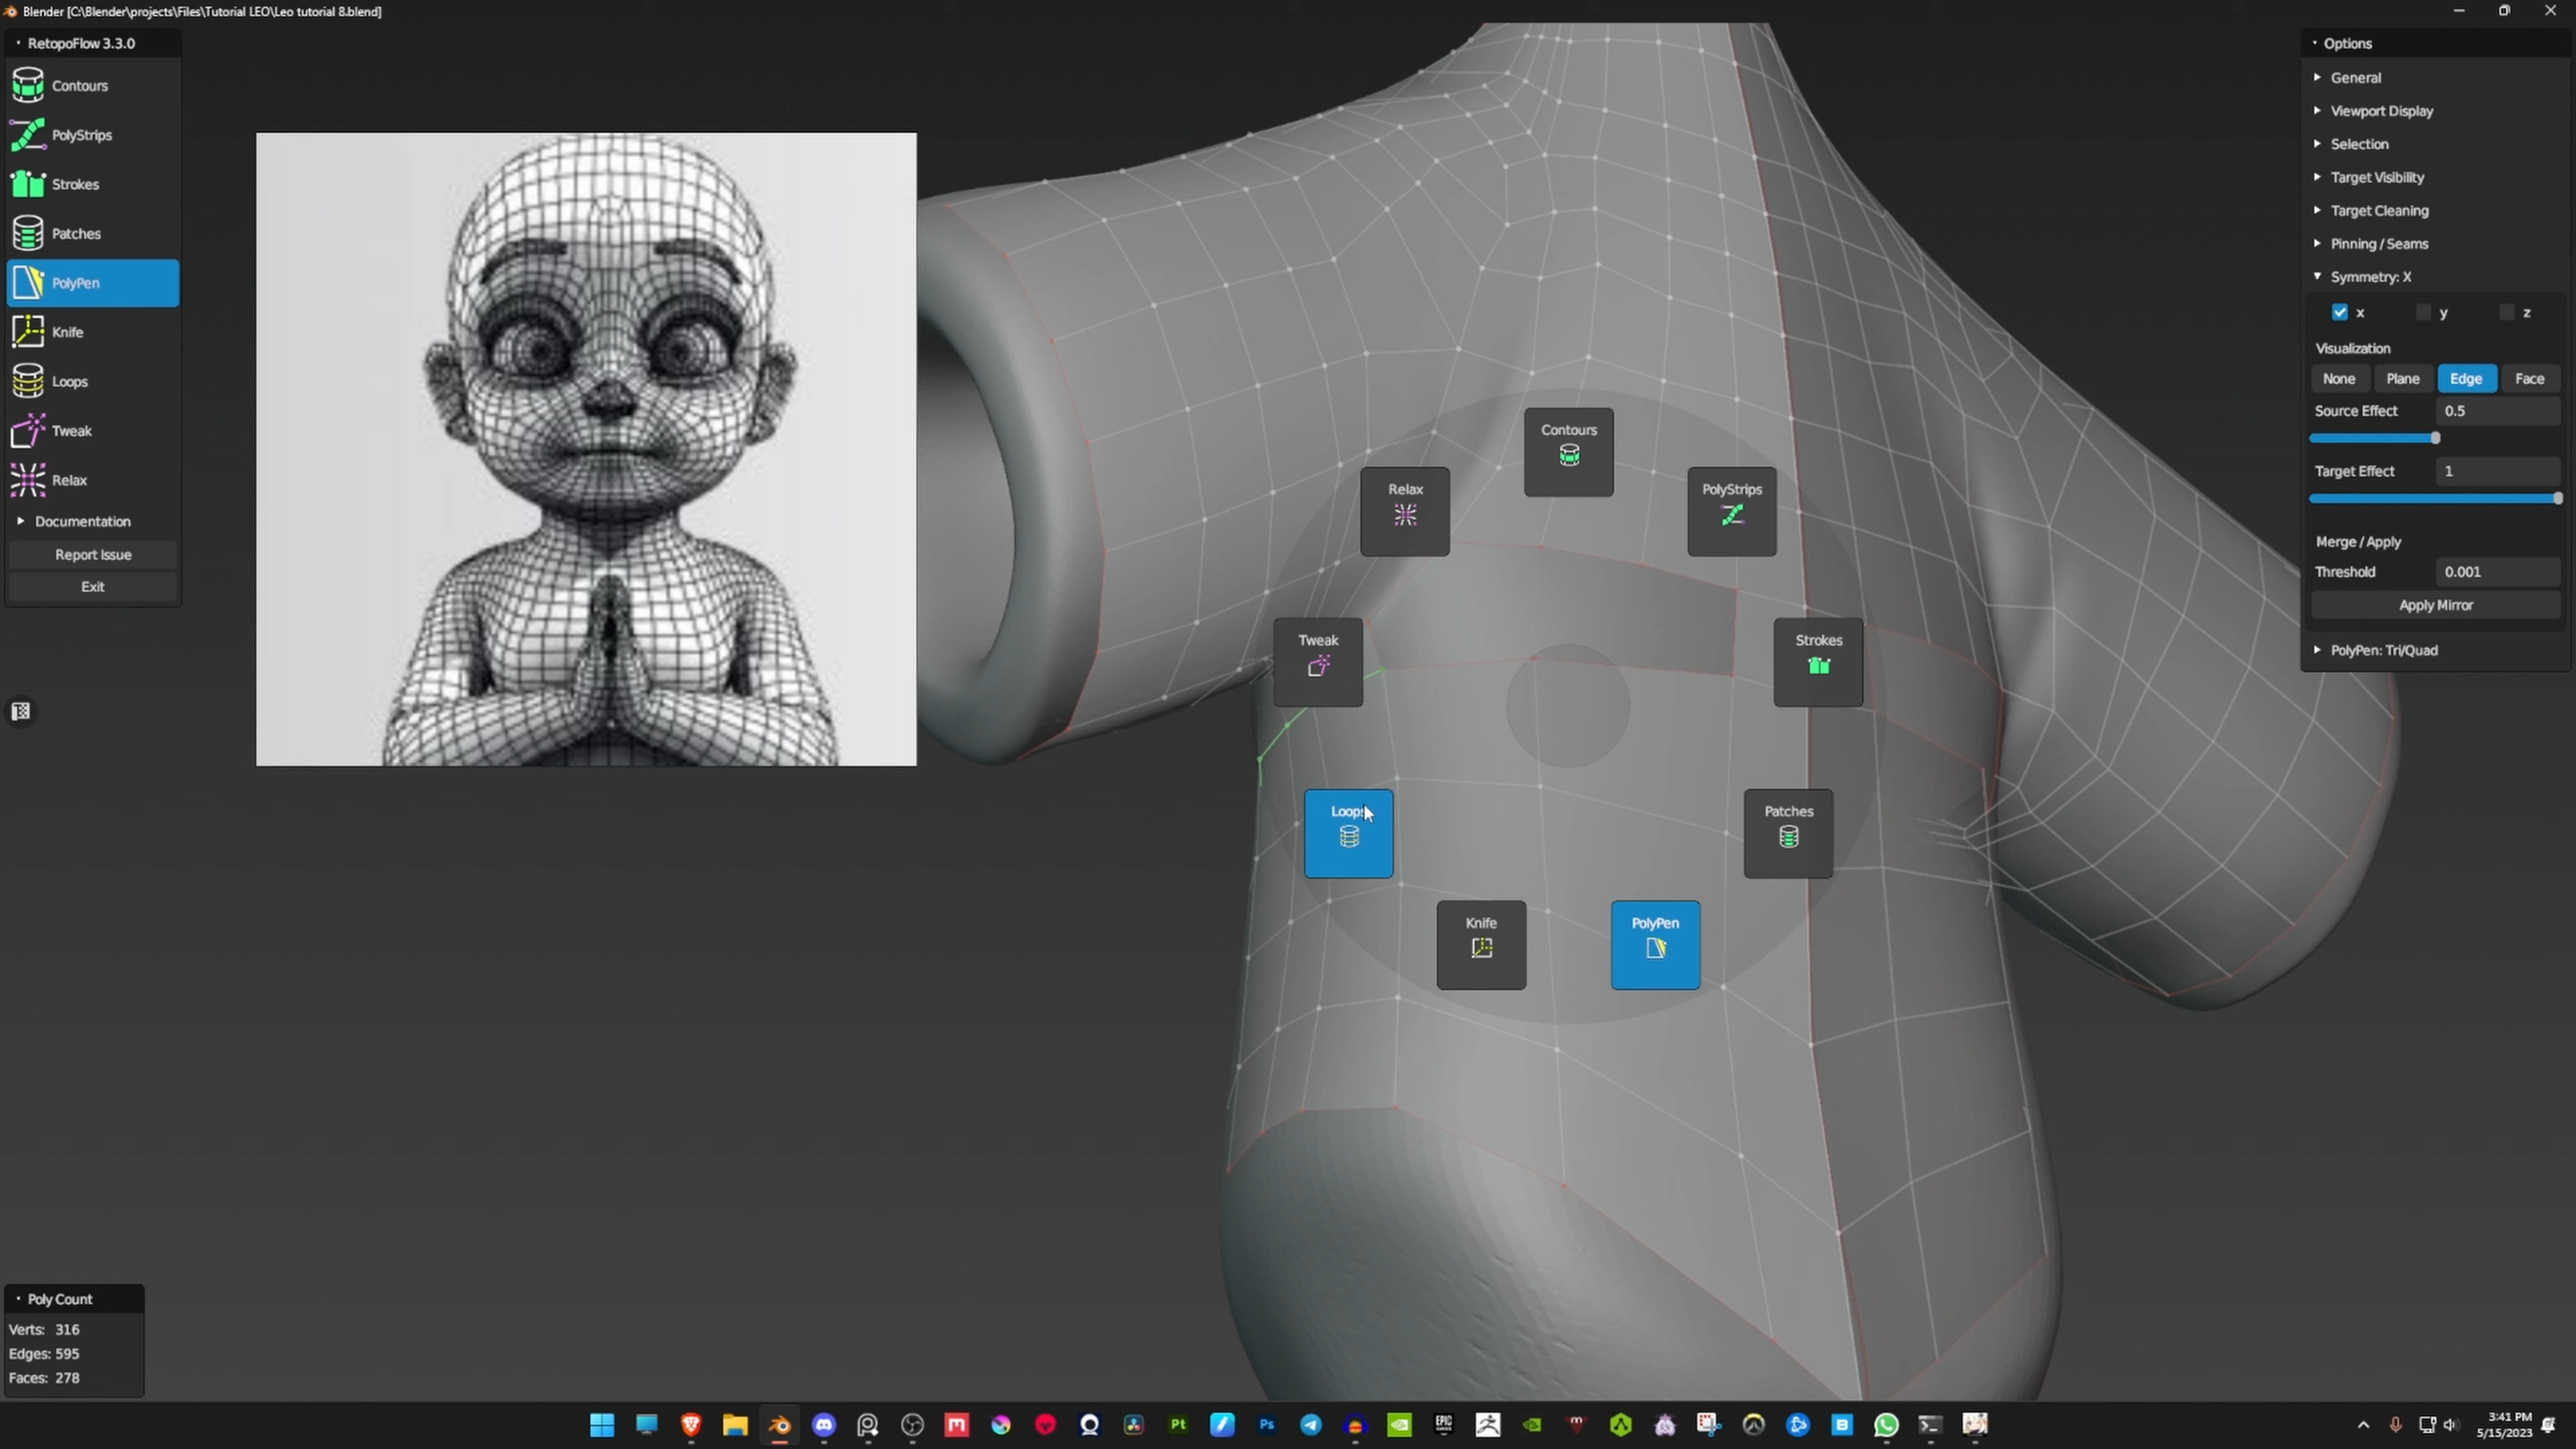 Blender [C:\Blender\projects\Files\Tutorial LEO\Leo tutorial 8.blend]
RetopoFlow 3.3.0
Contours
PolyStrips
Strokes
Patches
PolyPen
Knife
Loops
Tweak
Relax
Documentation
Report Issue
Exit
Contours
Relax
PolyStrips
Tweak
Strokes
Loops
Patches
Knife
PolyPen
Options
General
Viewport Display
Selection
Target Visibility
Target Cleaning
Pinning / Seams
Symmetry: X
x y z
Visualization
None Plane Edge Face
Source Effect 0.5
Target Effect 1
Merge / Apply
Threshold 0.001
Apply Mirror
PolyPen: Tri/Quad
Poly Count
Verts: 316
Edges: 595
Faces: 278
Pt
Ps
EPIC GAMES
3:41 PM
5/15/2023